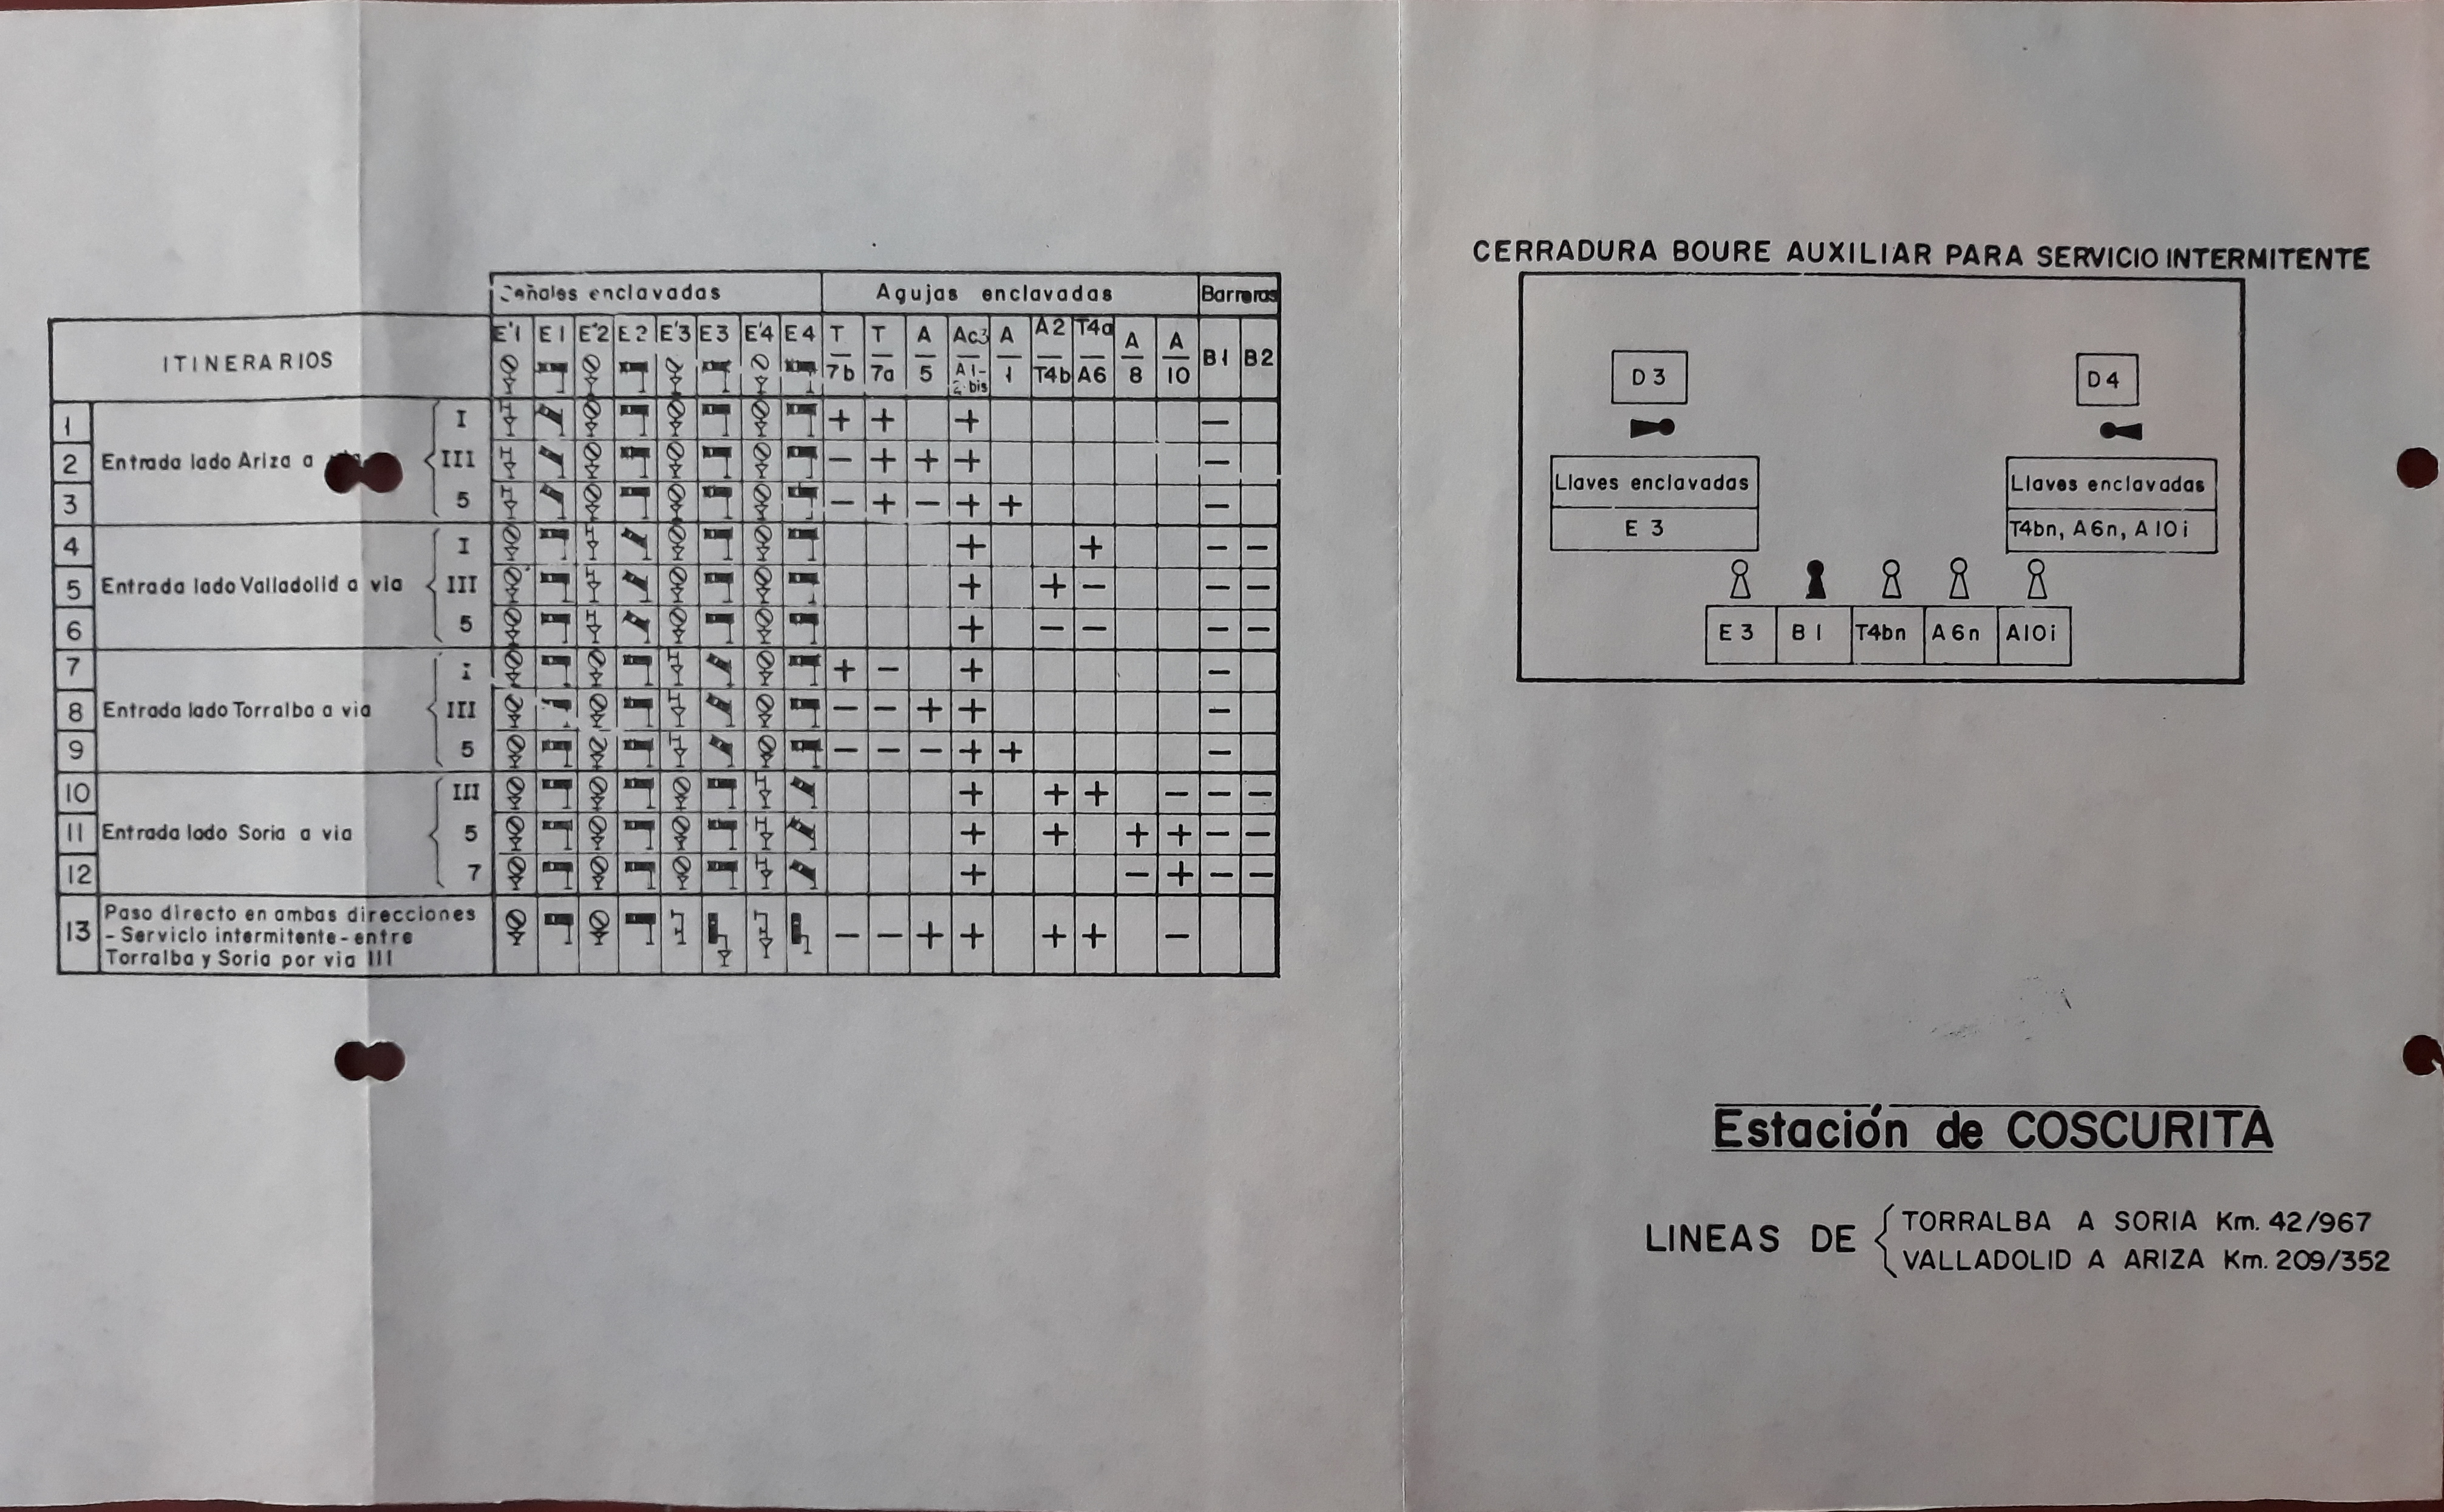 Señales enclavadas Agujas enclavadas Barreras
ITINERARIOS E'1 E1 E'2 E2 E'3 E3 E'4 E4 T/7b T/7a A/5 Ac3/A1-2 bis A/1 A2/T4b T4a/A6 A/8 A/10 B1 B2
1 I + + + −
2 Entrada lado Ariza a III − + + + −
3 5 − + − + + −
4 I + + − −
5 Entrada lado Valladolid a via III + + − − −
6 5 + − − − −
7 I + − + −
8 Entrada lado Torralba a via III − − + + −
9 5 − − − + + −
10 III + + + − − −
11 Entrada lado Soria a via 5 + + + + − −
12 7 + − + − −
13 Paso directo en ambas direcciones
- Servicio intermitente - entre
Torralba y Soria por via III − − + + + + −
CERRADURA BOURE AUXILIAR PARA SERVICIO INTERMITENTE
D3 D4
Llaves enclavadas Llaves enclavadas
E 3 T4bn, A6n, A10i
E 3 B 1 T4bn A6n A10i
Estación de COSCURITA
LINEAS DE TORRALBA A SORIA Km. 42/967
VALLADOLID A ARIZA Km. 209/352